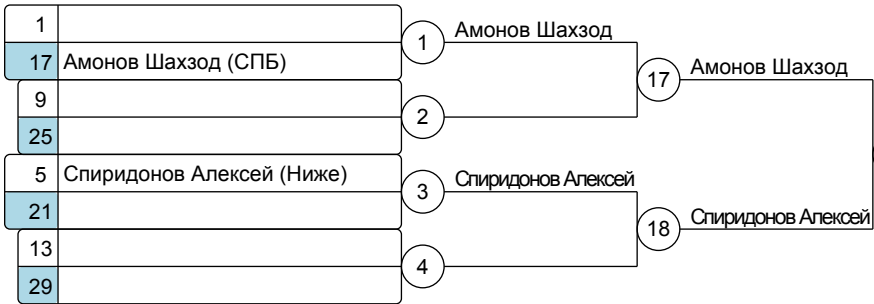 1
1 Амонов Шахзод
17 Амонов Шахзод (СПБ)
17 Амонов Шахзод
9
2
25
5 Спиридонов Алексей (Ниже)
3 Спиридонов Алексей
21
18 Спиридонов Алексей
13
4
29